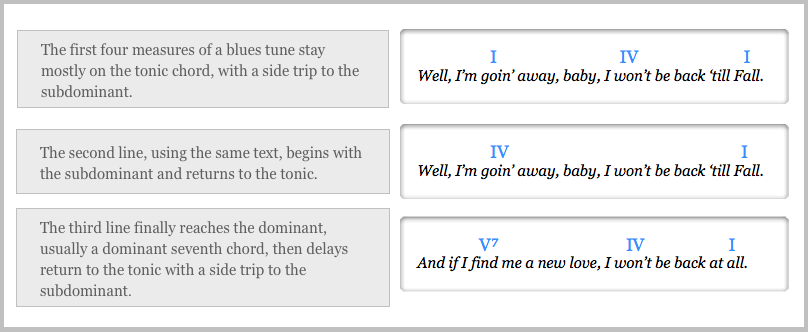 The first four measures of a blues tune stay
mostly on the tonic chord, with a side trip to the
subdominant.
I IV I
Well, I’m goin’ away, baby, I won’t be back ‘till Fall.
The second line, using the same text, begins with
the subdominant and returns to the tonic.
IV I
Well, I’m goin’ away, baby, I won’t be back ‘till Fall.
The third line finally reaches the dominant,
usually a dominant seventh chord, then delays
return to the tonic with a side trip to the
subdominant.
V⁷ IV I
And if I find me a new love, I won’t be back at all.